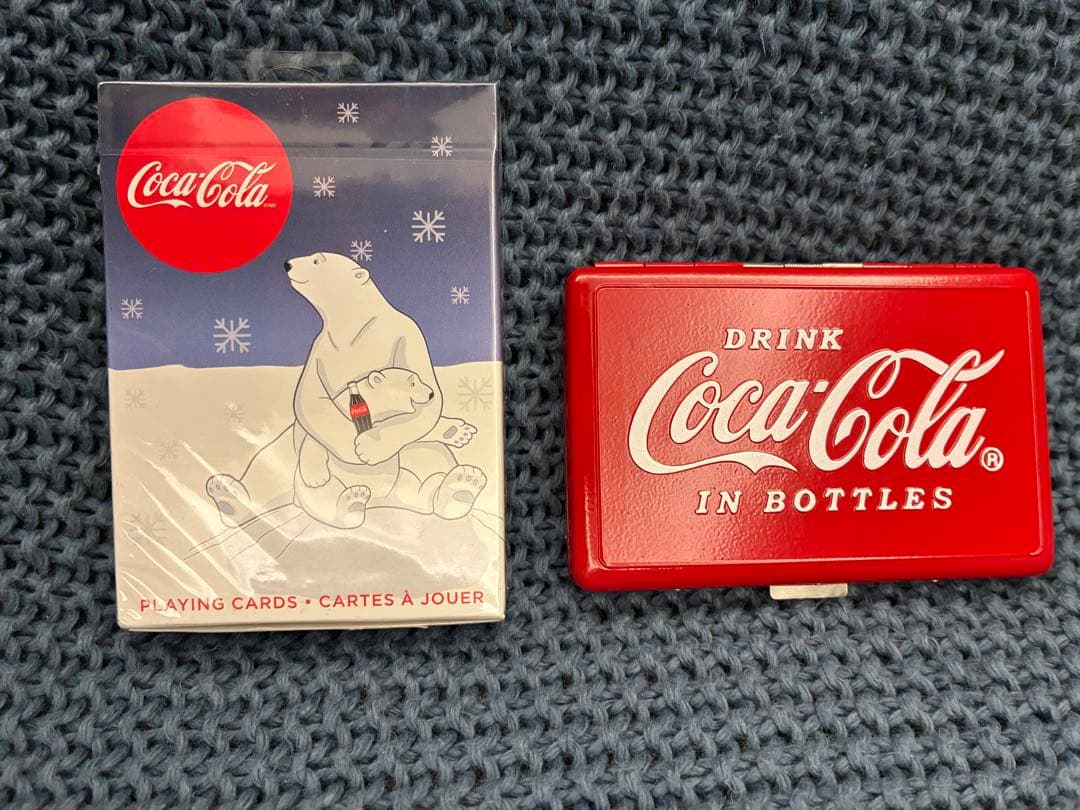 Coca-Cola
PLAYING CARDS • CARTES À JOUER
DRINK
Coca-Cola®
IN BOTTLES